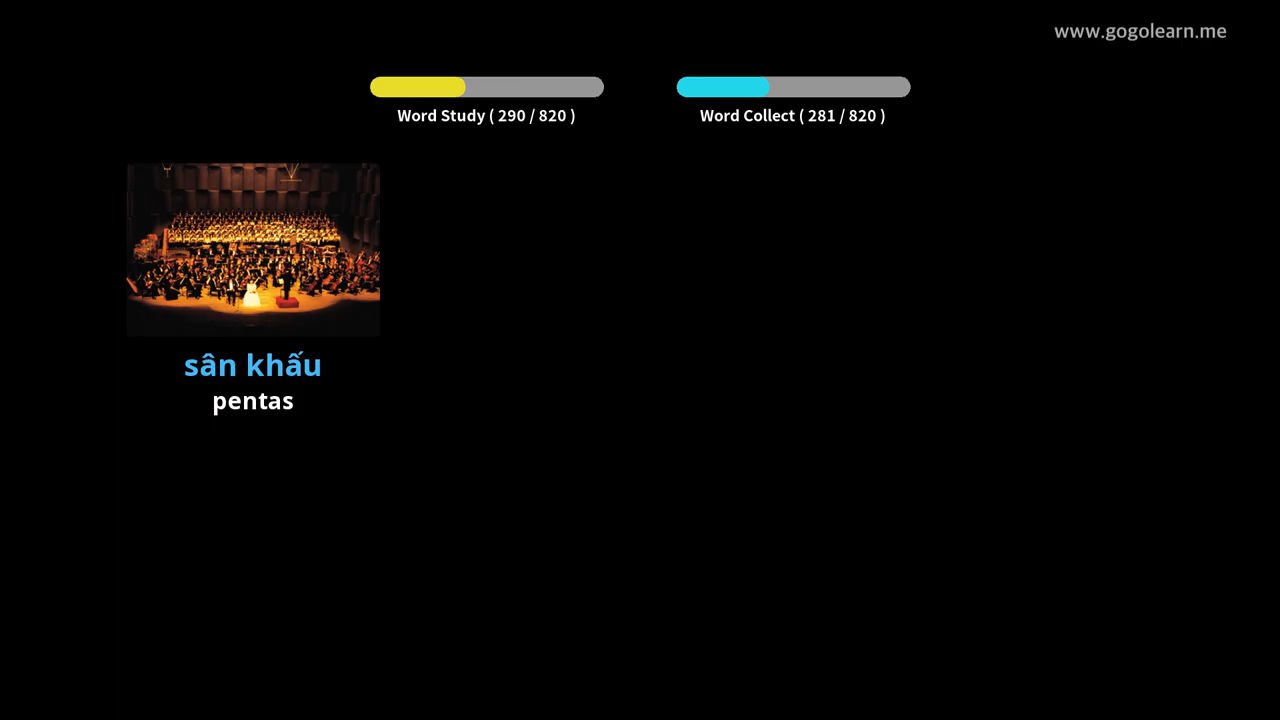 www.gogolearn.me
Word Study ( 290 / 820 )
Word Collect ( 281 / 820 )
sân khấu
pentas